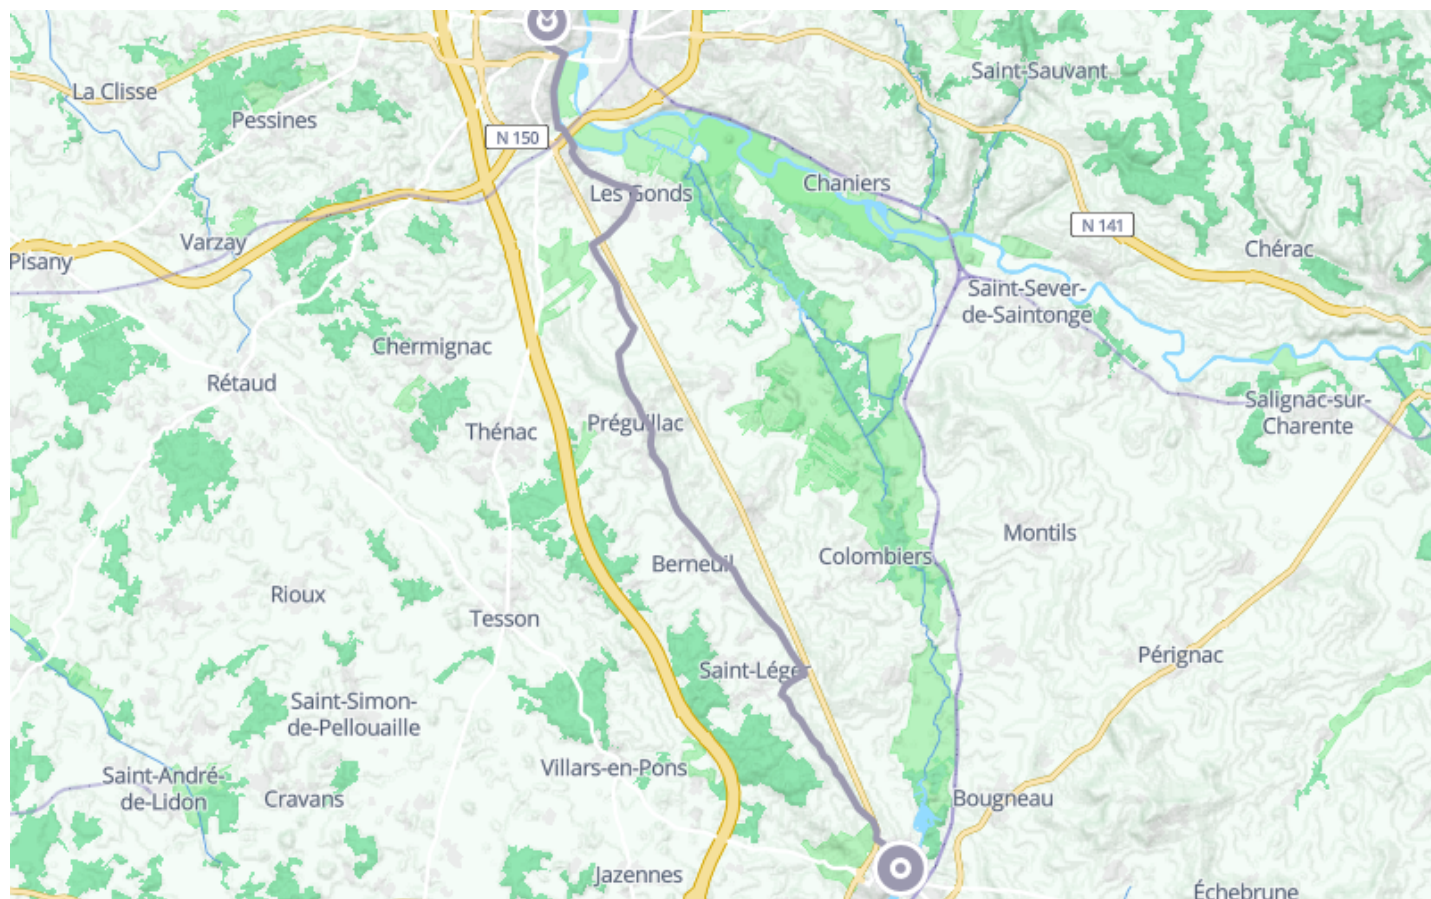 Saint-Sauvant
La Clisse
Pessines
N 150
Chaniers
Les Gonds
N 141
Varzay
Chérac
Pisany
Saint-Sever-
de-Saintonge
Chermignac
Rétaud
Salignac-sur-
Charente
Préguillac
Thénac
Montils
Colombiers
Berneuil
Rioux
Tesson
Pérignac
Saint-Léger
Saint-Simon-
de-Pellouaille
Villars-en-Pons
Saint-André-
de-Lidon
Cravans
Bougneau
Jazennes
Échebrune